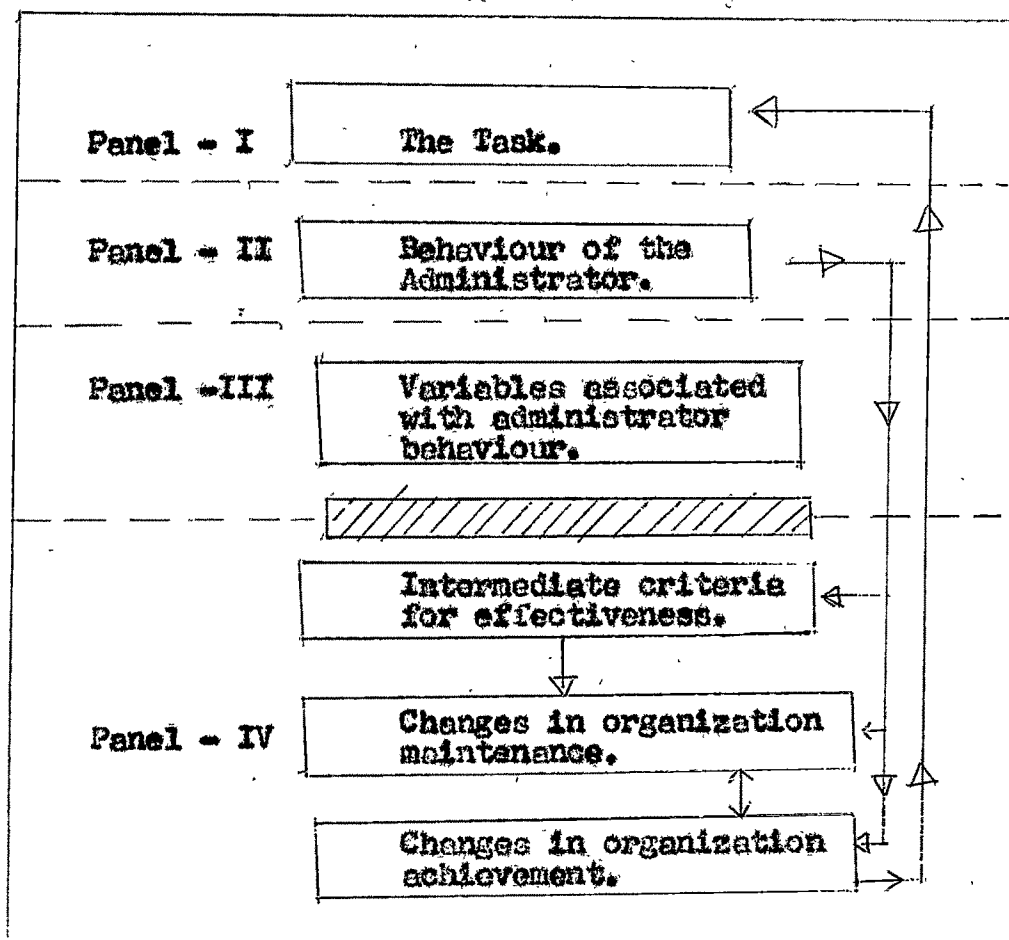 Panel - I
The Task.
Panel - II
Behaviour of the
Administrator.
Panel -III
Variables associated
with administrator
behaviour.
Intermediate criteria
for effectiveness.
Panel - IV
Changes in organization
maintenance.
Changes in organization
achievement.